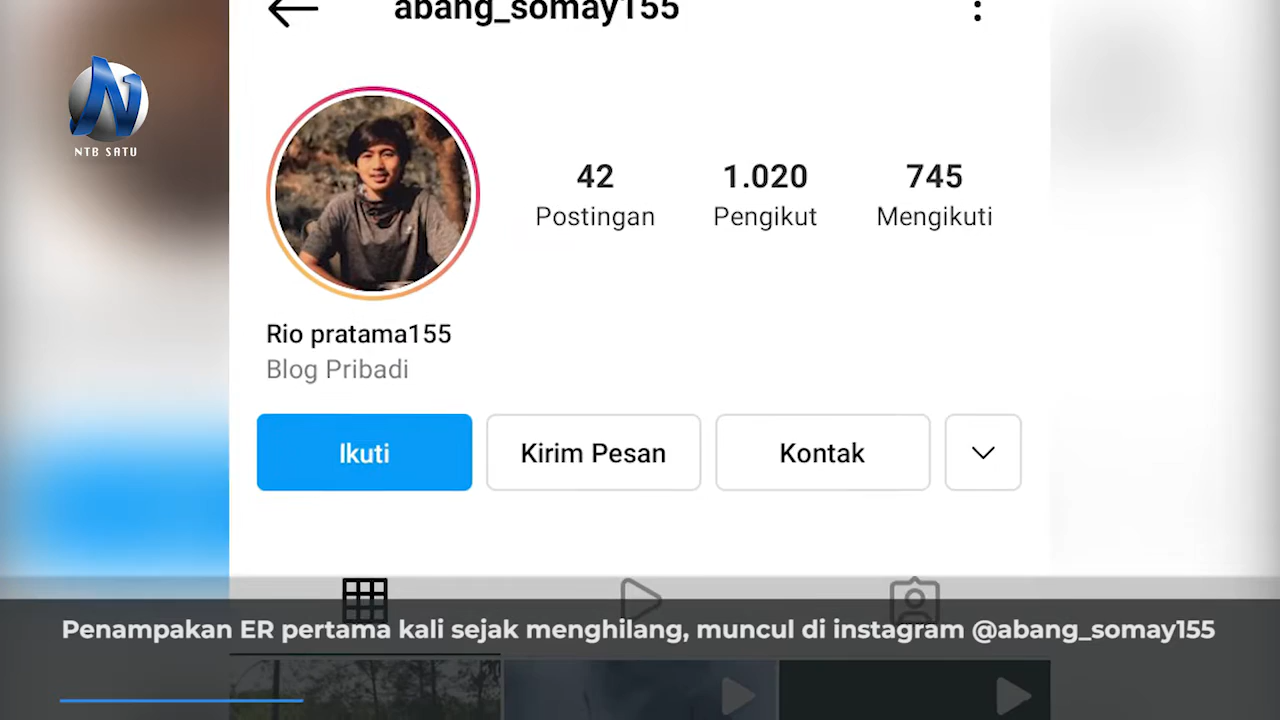 abang_somay155
NTB SATU
42
Postingan
1.020
Pengikut
745
Mengikuti
Rio pratama155
Blog Pribadi
Ikuti
Kirim Pesan
Kontak
Penampakan ER pertama kali sejak menghilang, muncul di instagram @abang_somay155